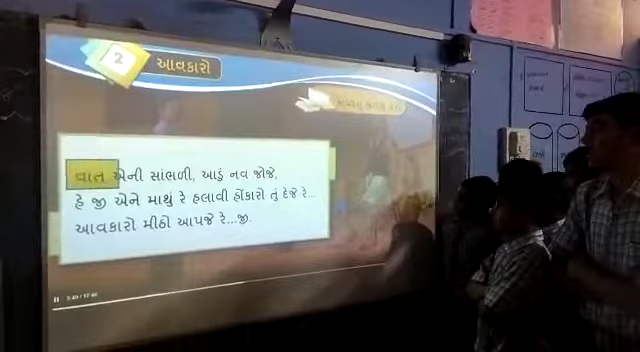 2
આવકારો
વાત એની સાંભળી, આડું નવ જોજે,
હે જી એને માથું રે હલાવી હોંકારો તું દેજે રે...
આવકારો મીઠો આપજે રે...જી.